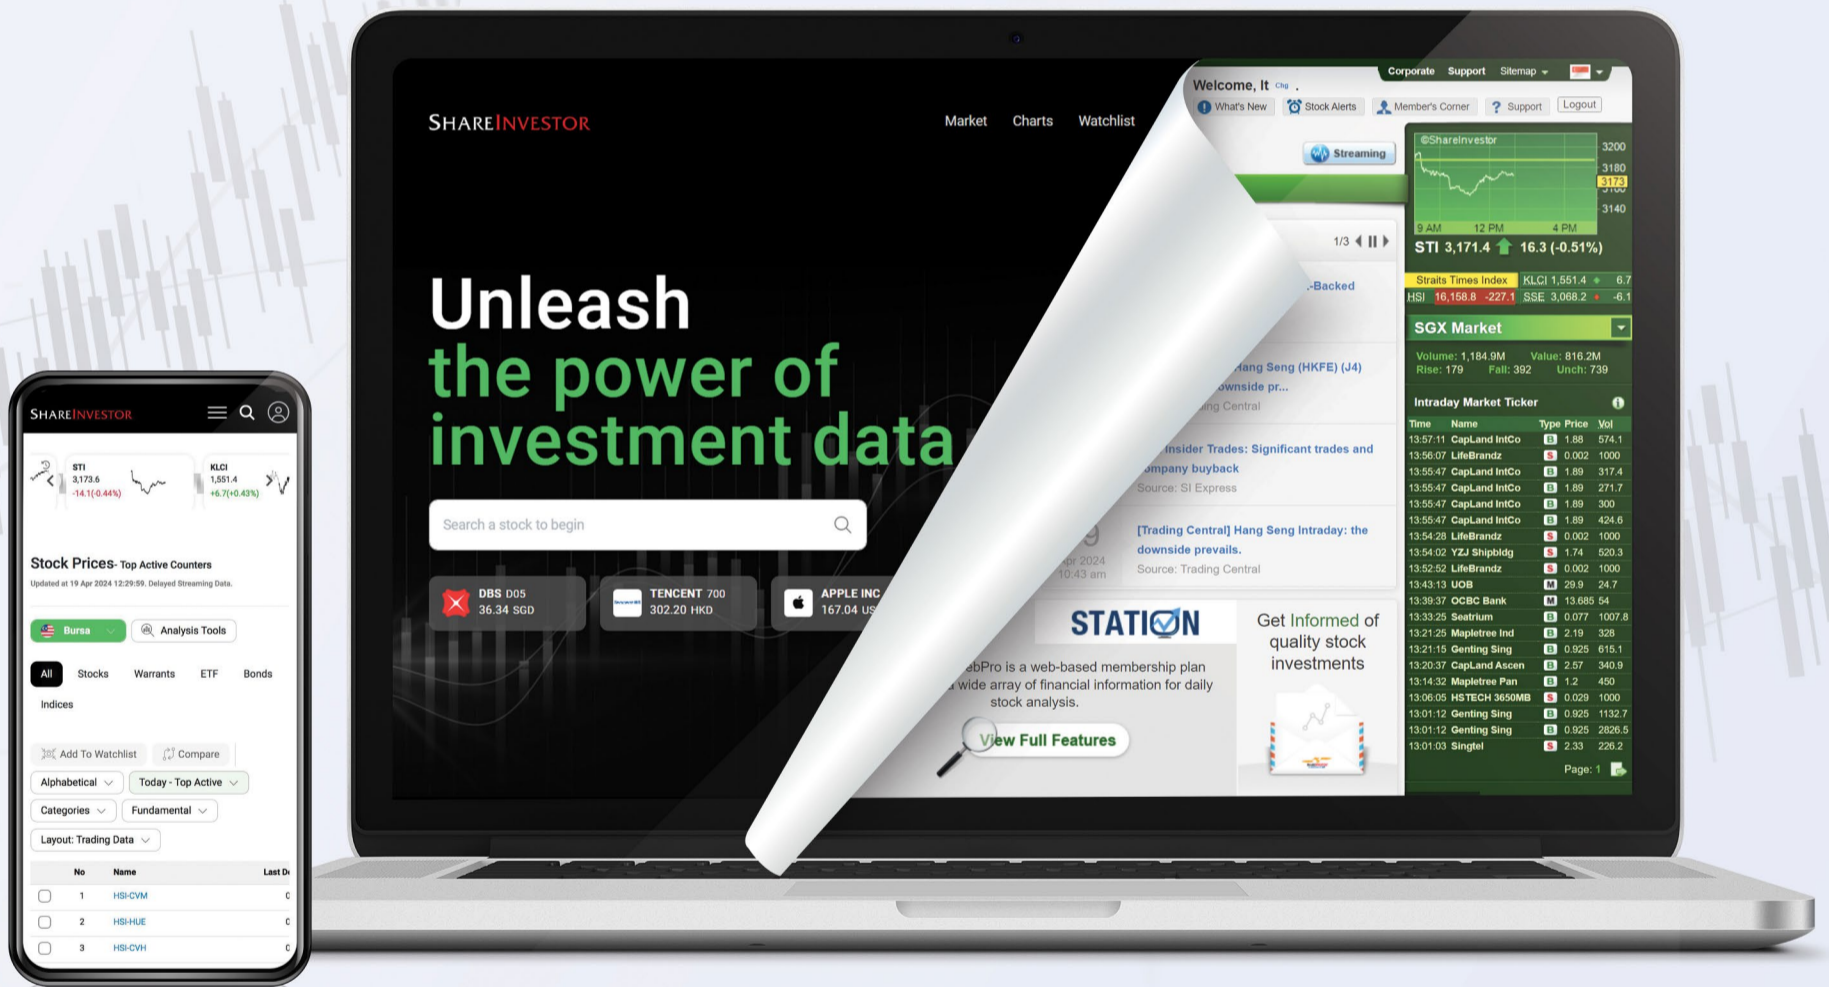 SHAREINVESTOR
Market Charts Watchlist
Unleash
the power of
investment data
Search a stock to begin
DBS D05
36.34 SGD
TENCENT 700
302.20 HKD
APPLE INC
167.04
Welcome, It Chg .
Corporate Support Sitemap
What's New Stock Alerts Member's Corner Support Logout
Streaming
1/3
-Backed
Hang Seng (HKFE) (J4)
Central
Insider Trades: Significant trades and
buyback
Source: SI Express
[Trading Central] Hang Seng Intraday: the
downside prevails.
Source: Trading Central
2024
10:43 am
STATION
is a web-based membership plan
wide array of financial information for daily
stock analysis.
View Full Features
Get Informed of
quality stock
investments
©ShareInvestor
3200
3180
3173
3140
9 AM 12 PM 4 PM
STI 3,171.4 16.3 (-0.51%)
Straits Times Index KLCI 1,551.4 6.7
HSI 16,158.8 -227.1 SSE 3,068.2 -6.1
SGX Market
Volume: 1,184.9M Value: 816.2M
Rise: 179 Fall: 392 Unch: 739
Intraday Market Ticker
Time Name Type Price Vol
13:57:11 CapLand IntCo B 1.88 574.1
13:56:07 LifeBrandz S 0.002 1000
13:55:47 CapLand IntCo B 1.89 317.4
13:55:47 CapLand IntCo B 1.89 271.7
13:55:47 CapLand IntCo B 1.89 300
13:55:47 CapLand IntCo B 1.89 424.6
13:54:28 LifeBrandz S 0.002 1000
13:54:02 YZJ Shipbldg S 1.74 520.3
13:52:52 LifeBrandz S 0.002 1000
13:43:13 UOB M 29.9 24.7
13:39:37 OCBC Bank M 13.685 54
13:33:25 Seatrium B 0.077 1007.8
13:21:25 Mapletree Ind B 2.19 328
13:21:15 Genting Sing B 0.925 615.1
13:20:37 CapLand Ascen B 2.57 340.9
13:14:32 Mapletree Pan B 1.2 450
13:06:05 HSTECH 3650MB S 0.029 1000
13:01:12 Genting Sing B 0.925 1132.7
13:01:12 Genting Sing B 0.925 2826.5
13:01:03 Singtel S 2.33 226.2
Page: 1
SHAREINVESTOR
STI
3,173.6
-14.1(-0.44%)
KLCI
1,551.4
+6.7(+0.43%)
Stock Prices- Top Active Counters
Updated at 19 Apr 2024 12:29:59. Delayed Streaming Data.
Bursa Analysis Tools
All Stocks Warrants ETF Bonds
Indices
Add To Watchlist Compare
Alphabetical Today - Top Active
Categories Fundamental
Layout: Trading Data
No Name Last
1 HSI-CVM
2 HSI-HUE
3 HSI-CVH